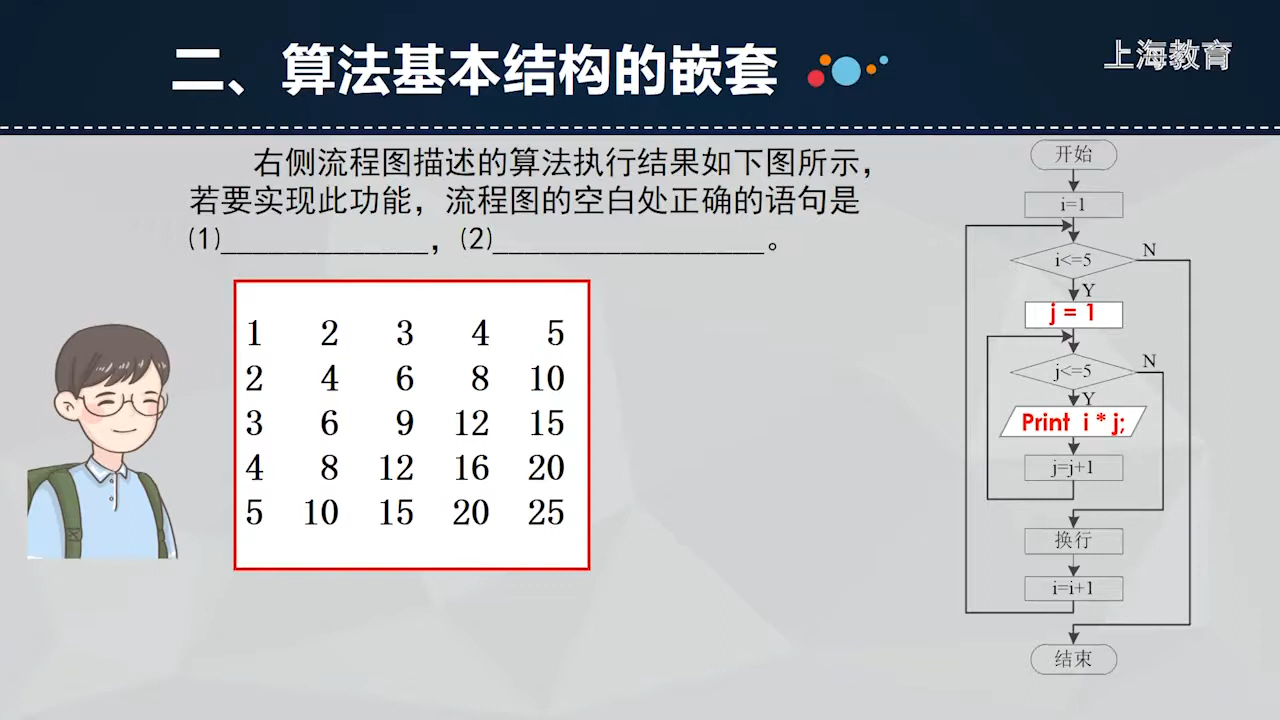 二、算法基本结构的嵌套
上海教育
右侧流程图描述的算法执行结果如下图所示，
若要实现此功能，流程图的空白处正确的语句是
(1)_____________，(2)_________________。
1 2 3 4 5
2 4 6 8 10
3 6 9 12 15
4 8 12 16 20
5 10 15 20 25
开始
i=1
i<=5
N
Y
j = 1
j<=5
N
Y
Print i * j;
j=j+1
换行
i=i+1
结束